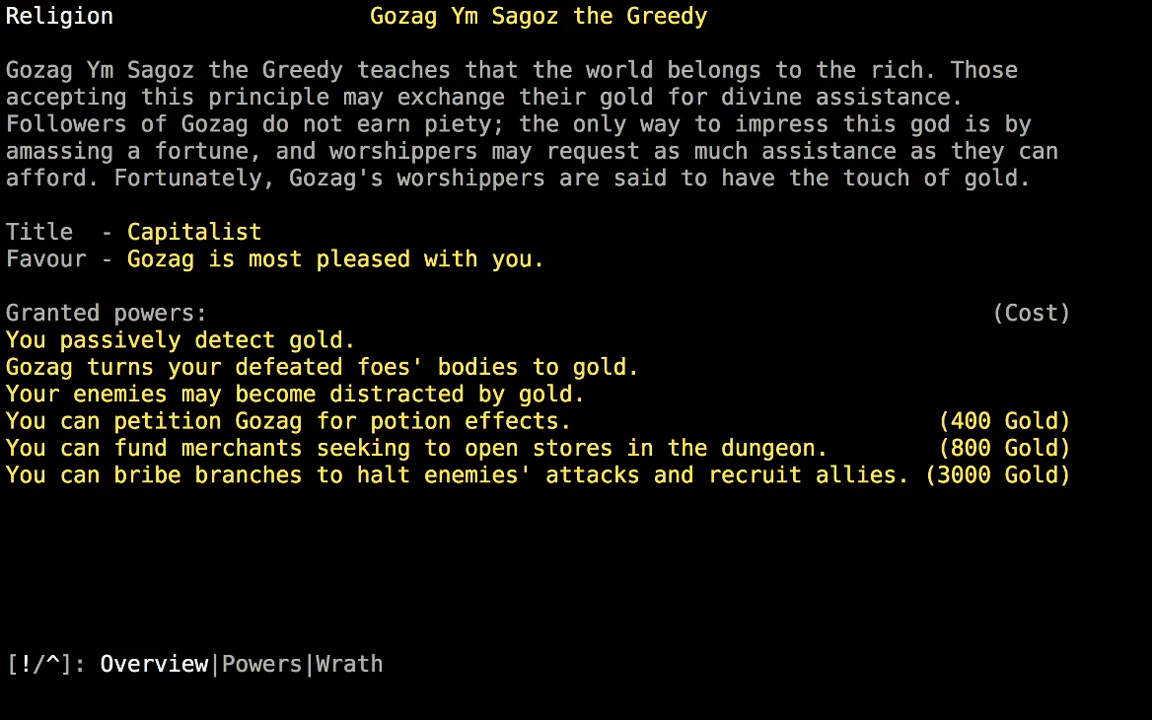 Religion Gozag Ym Sagoz the Greedy
Gozag Ym Sagoz the Greedy teaches that the world belongs to the rich. Those
accepting this principle may exchange their gold for divine assistance.
Followers of Gozag do not earn piety; the only way to impress this god is by
amassing a fortune, and worshippers may request as much assistance as they can
afford. Fortunately, Gozag's worshippers are said to have the touch of gold.
Title - Capitalist
Favour - Gozag is most pleased with you.
Granted powers: (Cost)
You passively detect gold.
Gozag turns your defeated foes' bodies to gold.
Your enemies may become distracted by gold.
You can petition Gozag for potion effects. (400 Gold)
You can fund merchants seeking to open stores in the dungeon. (800 Gold)
You can bribe branches to halt enemies' attacks and recruit allies. (3000 Gold)
[!/^]: Overview|Powers|Wrath